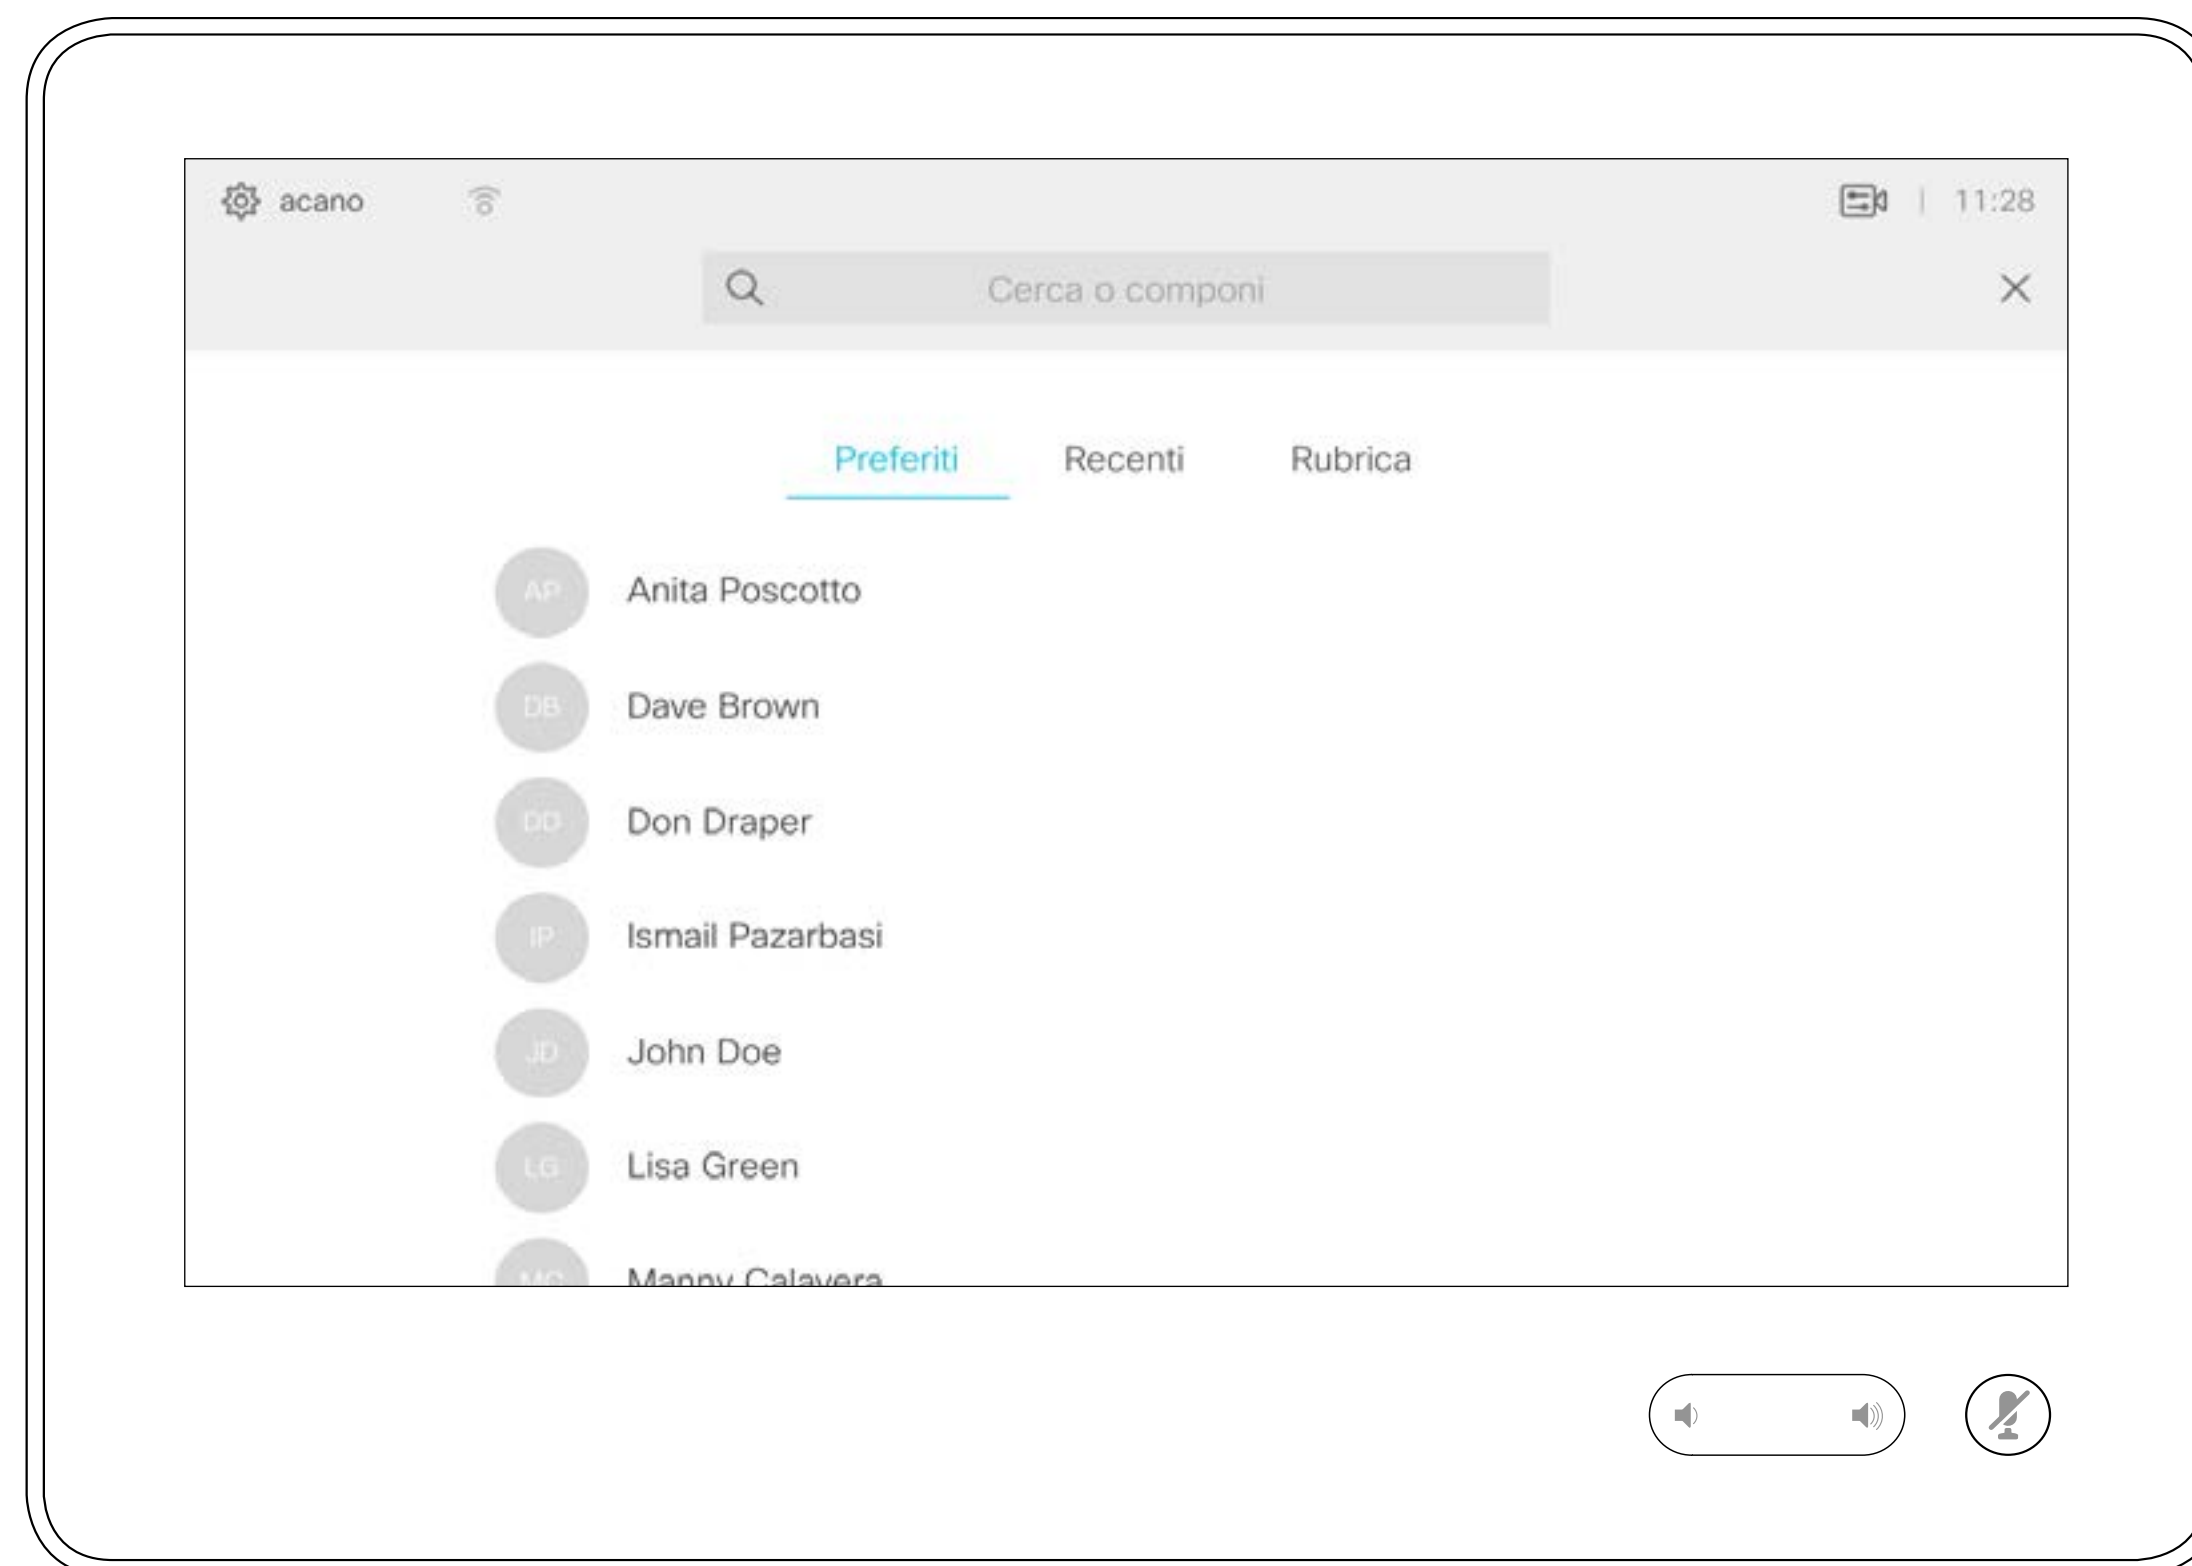 acano 11:28
Cerca o componi
Preferiti Recenti Rubrica
AP Anita Poscotto
DB Dave Brown
DD Don Draper
IP Ismail Pazarbasi
JD John Doe
LG Lisa Green
MC Manny Calavera